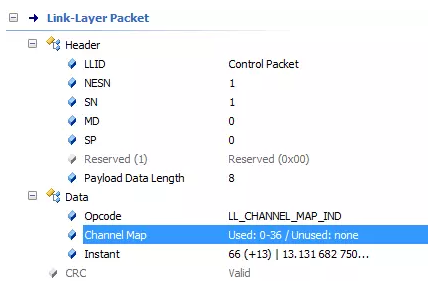 Link-Layer Packet
Header
LLID Control Packet
NESN 1
SN 1
MD 0
SP 0
Reserved (1) Reserved (0x00)
Payload Data Length 8
Data
Opcode LL_CHANNEL_MAP_IND
Channel Map Used: 0-36 / Unused: none
Instant 66 (+13) | 13.131 682 750...
CRC Valid